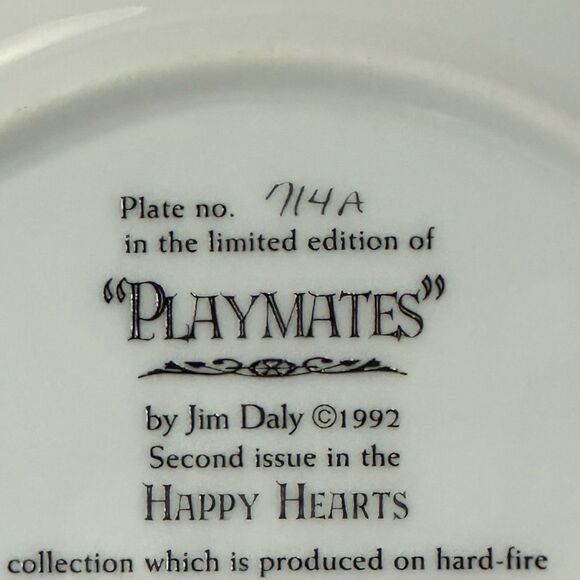 Plate no. 714A
in the limited edition of
“PLAYMATES”
by Jim Daly ©1992
Second issue in the
HAPPY HEARTS
collection which is produced on hard-fire